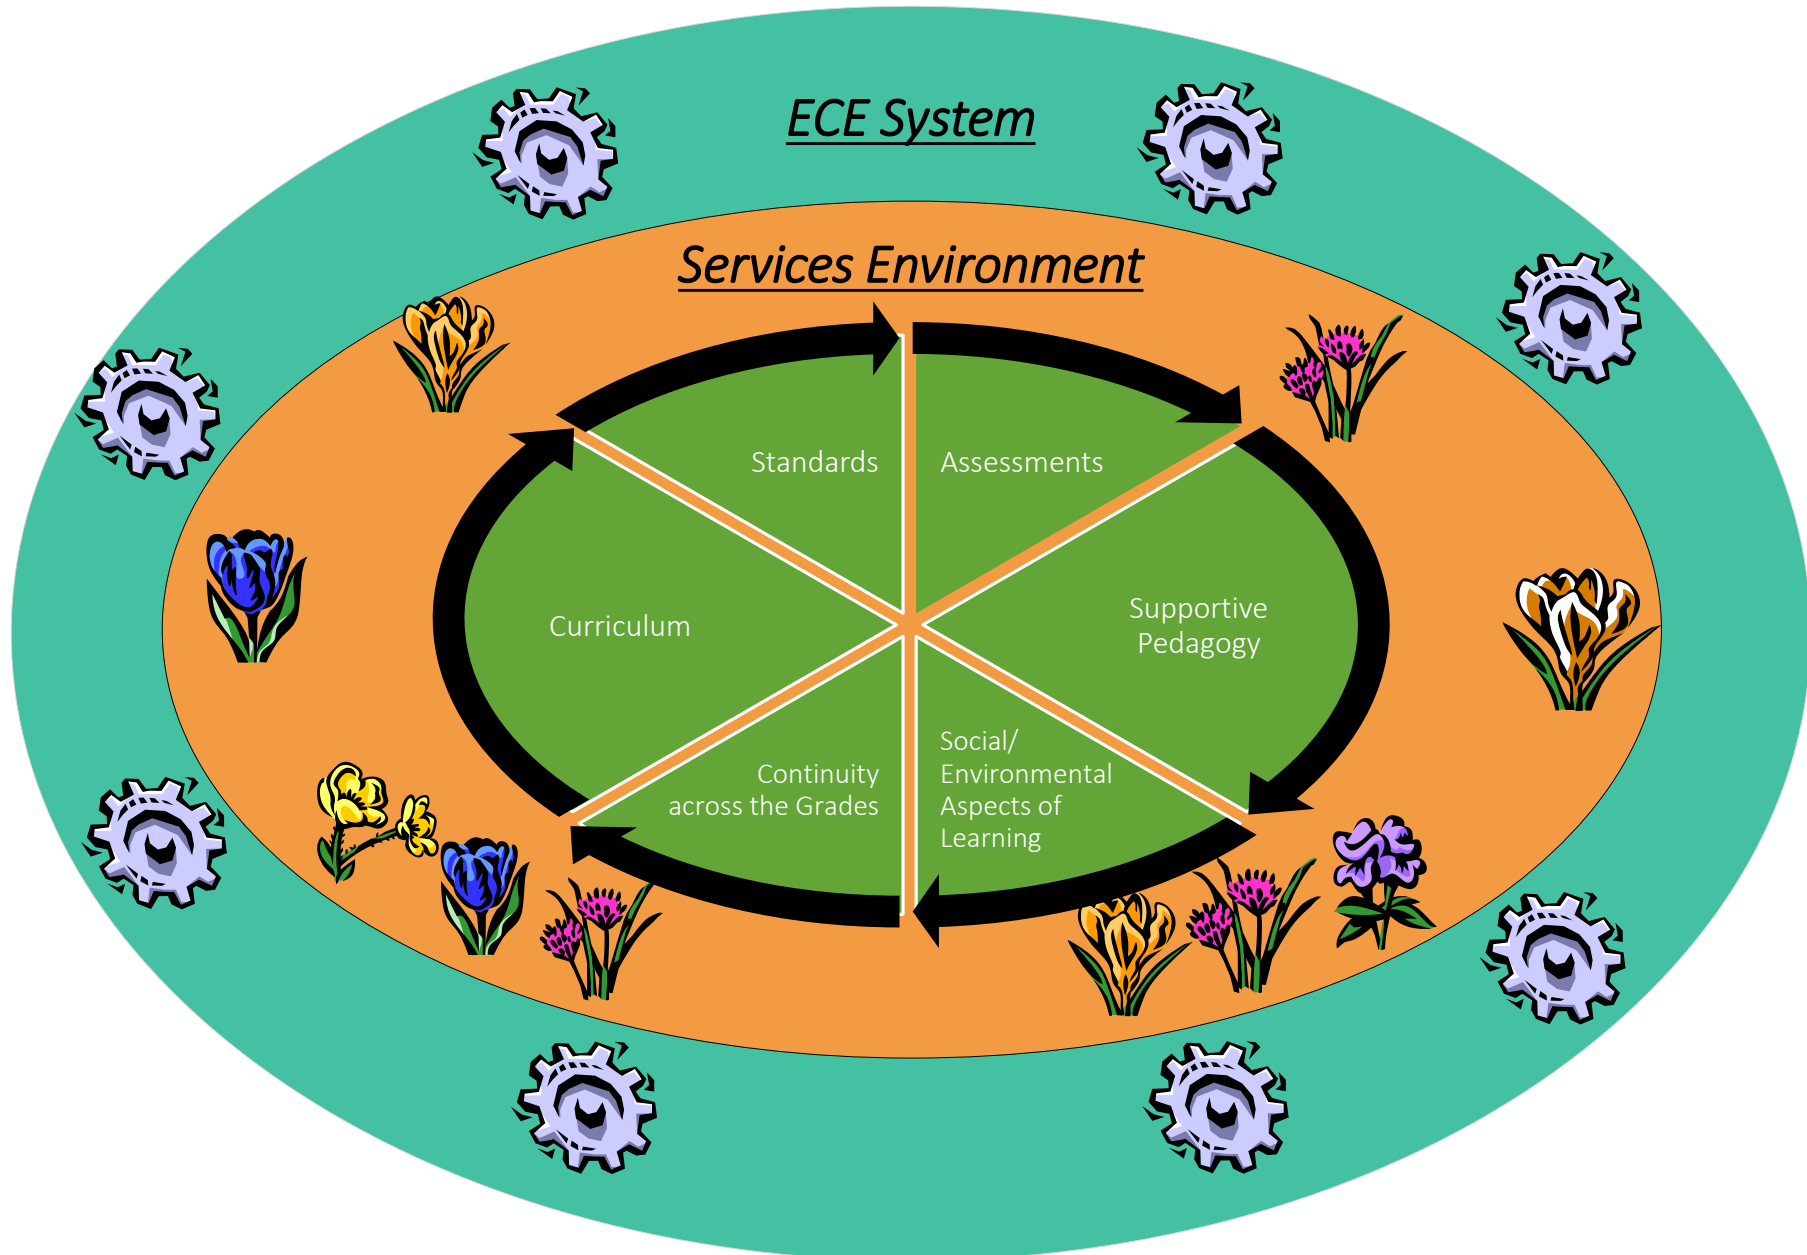 ECE System
Services Environment
Standards
Assessments
Curriculum
Supportive
Pedagogy
Continuity
across the Grades
Social/
Environmental
Aspects of
Learning